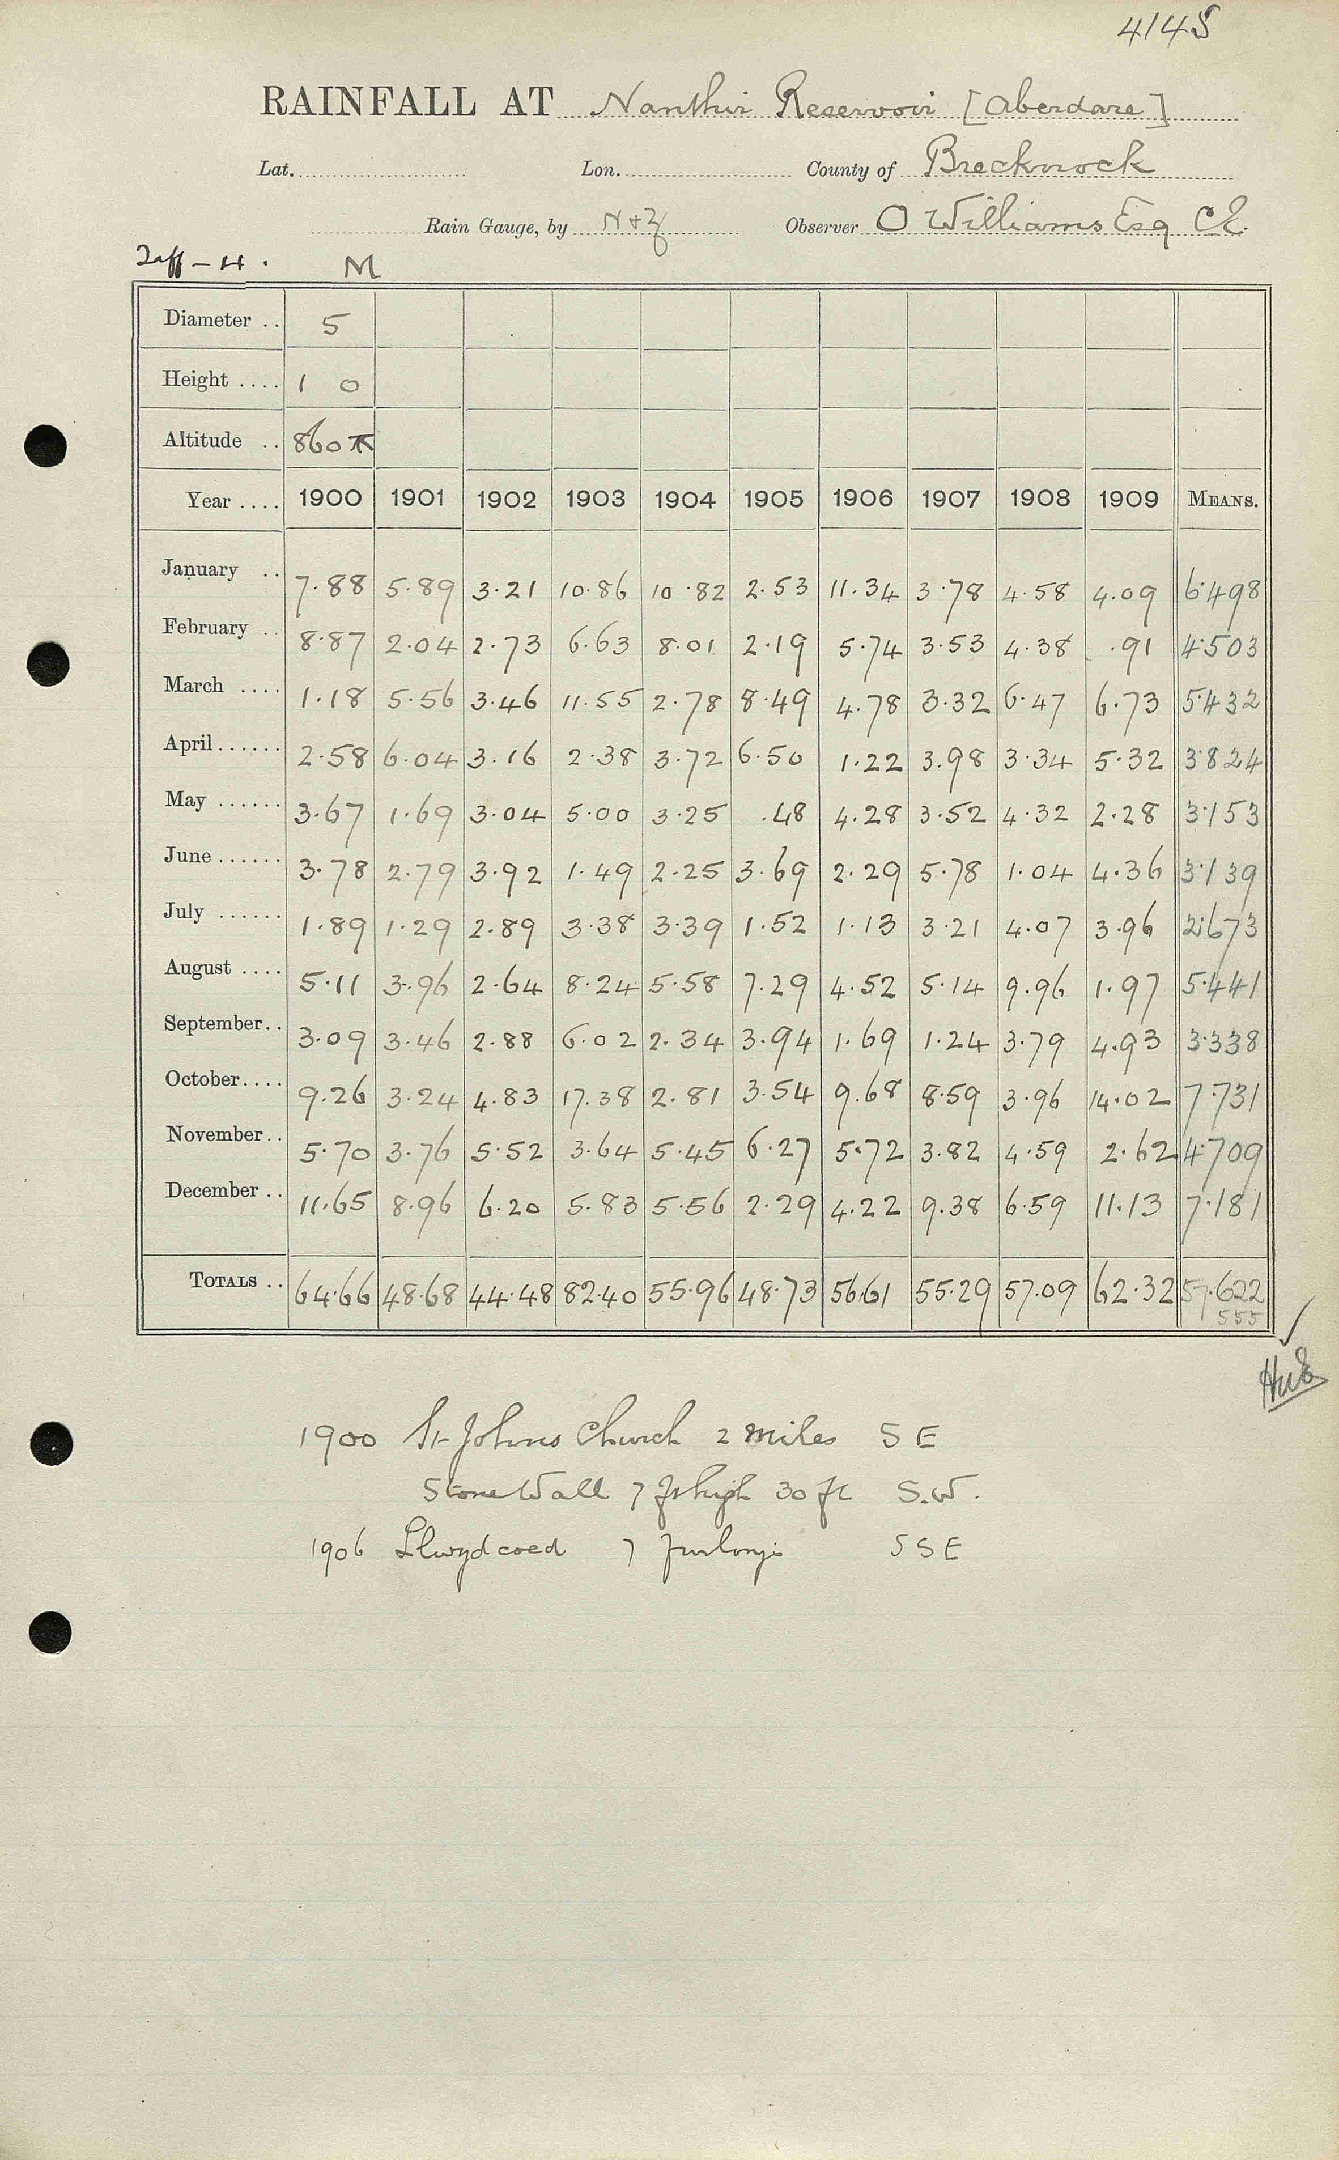 4145
RAINFALL AT Nanthir Reservoir [Aberdare]
Lat. Lon. County of Brecknock
Rain Gauge, by N+Z Observer O Williams Esq CE
Taff - H. M
Diameter .. 5
Height .... 1 0
Altitude .. 860
Year .... 1900 1901 1902 1903 1904 1905 1906 1907 1908 1909 MEANS.
January .. 7.88 5.89 3.21 10.86 10.82 2.53 11.34 3.78 4.58 4.09 6.498
February .. 8.87 2.04 2.73 6.63 8.01 2.19 5.74 3.53 4.38 .91 4.503
March .... 1.18 5.56 3.46 11.55 2.78 8.49 4.78 3.32 6.47 6.73 5.432
April...... 2.58 6.04 3.16 2.38 3.72 6.50 1.22 3.98 3.34 5.32 3.824
May ...... 3.67 1.69 3.04 5.00 3.25 .48 4.28 3.52 4.32 2.28 3.153
June...... 3.78 2.79 3.92 1.49 2.25 3.69 2.29 5.78 1.04 4.36 3.139
July ...... 1.89 1.29 2.89 3.38 3.39 1.52 1.13 3.21 4.07 3.96 2.673
August .... 5.11 3.96 2.64 8.24 5.58 7.29 4.52 5.14 9.96 1.97 5.441
September.. 3.09 3.46 2.88 6.02 2.34 3.94 1.69 1.24 3.79 4.93 3.338
October.... 9.26 3.24 4.83 17.38 2.81 3.54 9.68 8.59 3.96 14.02 7.731
November.. 5.70 3.76 5.52 3.64 5.45 6.27 5.72 3.82 4.59 2.62 4.709
December .. 11.65 8.96 6.20 5.83 5.56 2.29 4.22 9.38 6.59 11.13 7.181
TOTALS .. 64.66 48.68 44.48 82.40 55.96 48.73 56.61 55.29 57.09 62.32 57.622
555
1900 St Johns Church 2 miles S E
Stone Wall 7 ft high 30 ft S.W.
1906 Llwydcoed 7 furlongs S S E